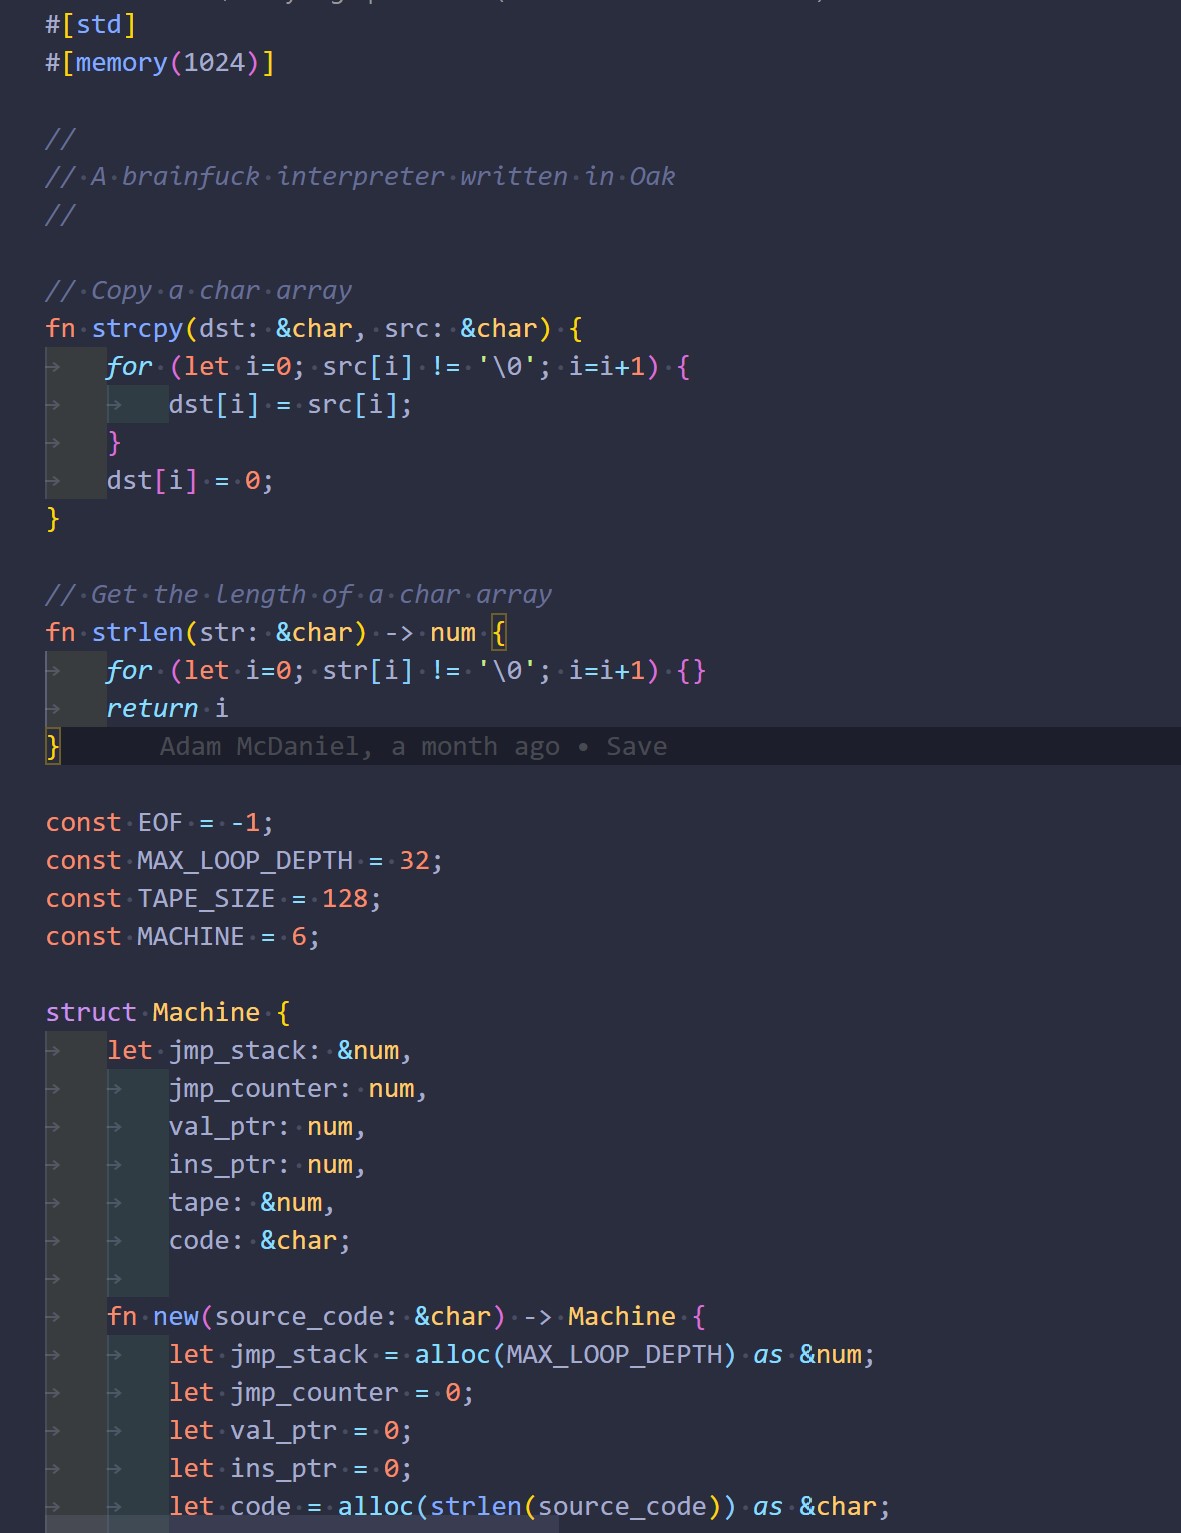 #[std]
#[memory(1024)]
//
// A brainfuck interpreter written in Oak
//
// Copy a char array
fn strcpy(dst: &char, src: &char) {
for (let i=0; src[i] != '\0'; i=i+1) {
dst[i] = src[i];
}
dst[i] = 0;
}
// Get the length of a char array
fn strlen(str: &char) -> num {
for (let i=0; str[i] != '\0'; i=i+1) {}
return i
} Adam McDaniel, a month ago • Save
const EOF = -1;
const MAX_LOOP_DEPTH = 32;
const TAPE_SIZE = 128;
const MACHINE = 6;
struct Machine {
let jmp_stack: &num,
jmp_counter: num,
val_ptr: num,
ins_ptr: num,
tape: &num,
code: &char;
fn new(source_code: &char) -> Machine {
let jmp_stack = alloc(MAX_LOOP_DEPTH) as &num;
let jmp_counter = 0;
let val_ptr = 0;
let ins_ptr = 0;
let code = alloc(strlen(source_code)) as &char;